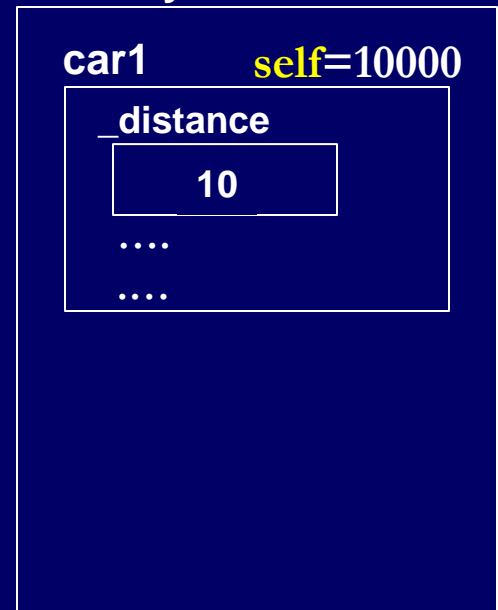 car1 self=10000
_distance
10
....
....